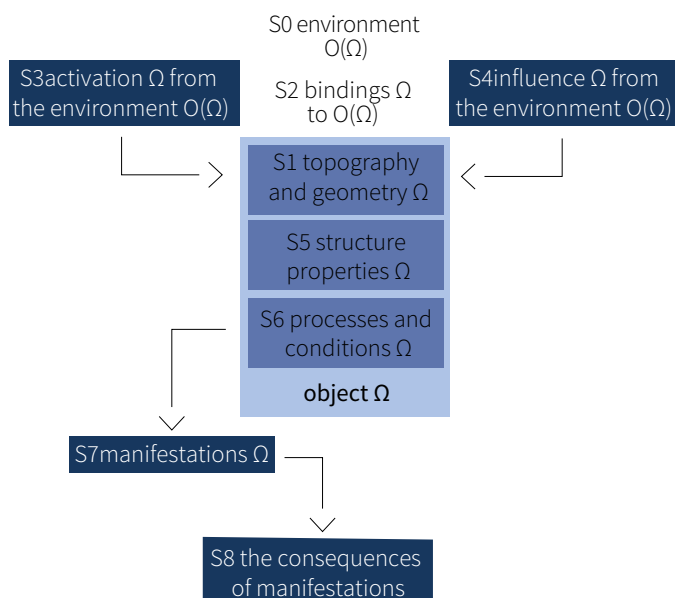 S0 environment
O(Ω)
S3activation Ω from
the environment O(Ω)
S2 bindings Ω
to O(Ω)
S4influence Ω from
the environment O(Ω)
S1 topography
and geometry Ω
S5 structure
properties Ω
S6 processes and
conditions Ω
object Ω
S7manifestations Ω
S8 the consequences
of manifestations